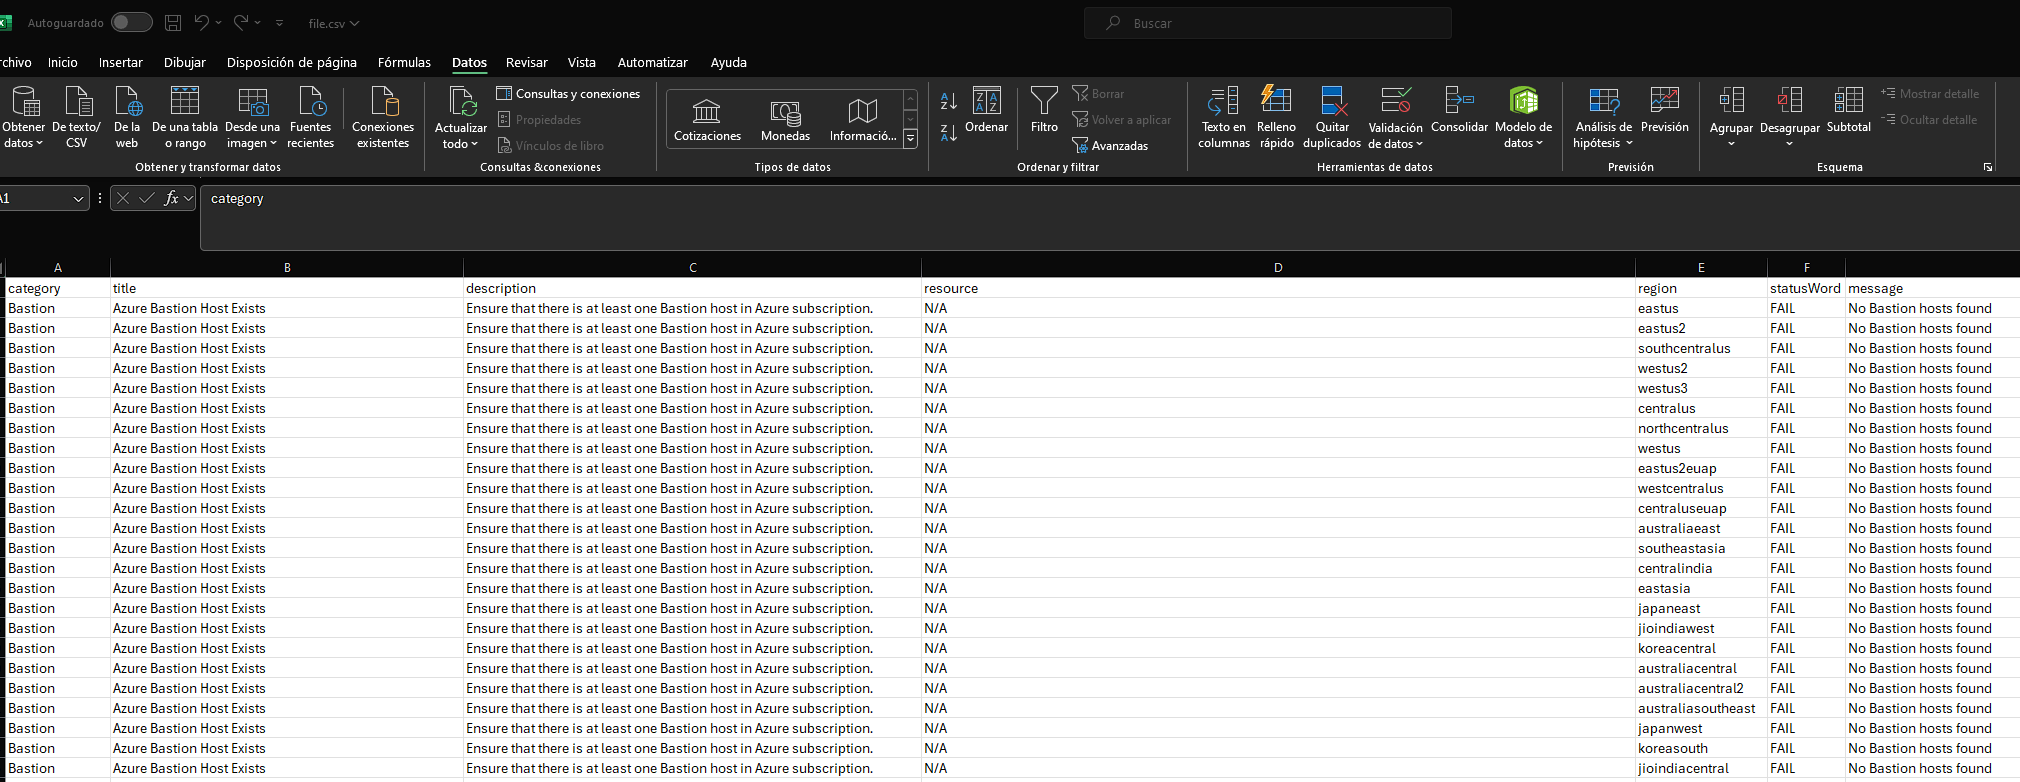 Autoguardado file.csv Buscar
rchivo Inicio Insertar Dibujar Disposición de página Fórmulas Datos Revisar Vista Automatizar Ayuda
Obtener datos De texto/ CSV De la web De una tabla o rango Desde una imagen Fuentes recientes Conexiones existentes
Obtener y transformar datos
Actualizar todo Consultas y conexiones Propiedades Vínculos de libro
Consultas &conexiones
Cotizaciones Monedas Informació...
Tipos de datos
Ordenar Filtro Borrar Volver a aplicar Avanzadas
Ordenar y filtrar
Texto en columnas Relleno rápido Quitar duplicados Validación de datos Consolidar Modelo de datos
Herramientas de datos
Análisis de hipótesis Previsión
Previsión
Agrupar Desagrupar Subtotal Mostrar detalle Ocultar detalle
Esquema
A1 fx category
A B C D E F
category title description resource region statusWord message
Bastion Azure Bastion Host Exists Ensure that there is at least one Bastion host in Azure subscription. N/A eastus FAIL No Bastion hosts found
Bastion Azure Bastion Host Exists Ensure that there is at least one Bastion host in Azure subscription. N/A eastus2 FAIL No Bastion hosts found
Bastion Azure Bastion Host Exists Ensure that there is at least one Bastion host in Azure subscription. N/A southcentralus FAIL No Bastion hosts found
Bastion Azure Bastion Host Exists Ensure that there is at least one Bastion host in Azure subscription. N/A westus2 FAIL No Bastion hosts found
Bastion Azure Bastion Host Exists Ensure that there is at least one Bastion host in Azure subscription. N/A westus3 FAIL No Bastion hosts found
Bastion Azure Bastion Host Exists Ensure that there is at least one Bastion host in Azure subscription. N/A centralus FAIL No Bastion hosts found
Bastion Azure Bastion Host Exists Ensure that there is at least one Bastion host in Azure subscription. N/A northcentralus FAIL No Bastion hosts found
Bastion Azure Bastion Host Exists Ensure that there is at least one Bastion host in Azure subscription. N/A westus FAIL No Bastion hosts found
Bastion Azure Bastion Host Exists Ensure that there is at least one Bastion host in Azure subscription. N/A eastus2euap FAIL No Bastion hosts found
Bastion Azure Bastion Host Exists Ensure that there is at least one Bastion host in Azure subscription. N/A westcentralus FAIL No Bastion hosts found
Bastion Azure Bastion Host Exists Ensure that there is at least one Bastion host in Azure subscription. N/A centraluseuap FAIL No Bastion hosts found
Bastion Azure Bastion Host Exists Ensure that there is at least one Bastion host in Azure subscription. N/A australiaeast FAIL No Bastion hosts found
Bastion Azure Bastion Host Exists Ensure that there is at least one Bastion host in Azure subscription. N/A southeastasia FAIL No Bastion hosts found
Bastion Azure Bastion Host Exists Ensure that there is at least one Bastion host in Azure subscription. N/A centralindia FAIL No Bastion hosts found
Bastion Azure Bastion Host Exists Ensure that there is at least one Bastion host in Azure subscription. N/A eastasia FAIL No Bastion hosts found
Bastion Azure Bastion Host Exists Ensure that there is at least one Bastion host in Azure subscription. N/A japaneast FAIL No Bastion hosts found
Bastion Azure Bastion Host Exists Ensure that there is at least one Bastion host in Azure subscription. N/A jioindiawest FAIL No Bastion hosts found
Bastion Azure Bastion Host Exists Ensure that there is at least one Bastion host in Azure subscription. N/A koreacentral FAIL No Bastion hosts found
Bastion Azure Bastion Host Exists Ensure that there is at least one Bastion host in Azure subscription. N/A australiacentral FAIL No Bastion hosts found
Bastion Azure Bastion Host Exists Ensure that there is at least one Bastion host in Azure subscription. N/A australiacentral2 FAIL No Bastion hosts found
Bastion Azure Bastion Host Exists Ensure that there is at least one Bastion host in Azure subscription. N/A australiasoutheast FAIL No Bastion hosts found
Bastion Azure Bastion Host Exists Ensure that there is at least one Bastion host in Azure subscription. N/A japanwest FAIL No Bastion hosts found
Bastion Azure Bastion Host Exists Ensure that there is at least one Bastion host in Azure subscription. N/A koreasouth FAIL No Bastion hosts found
Bastion Azure Bastion Host Exists Ensure that there is at least one Bastion host in Azure subscription. N/A jioindiacentral FAIL No Bastion hosts found